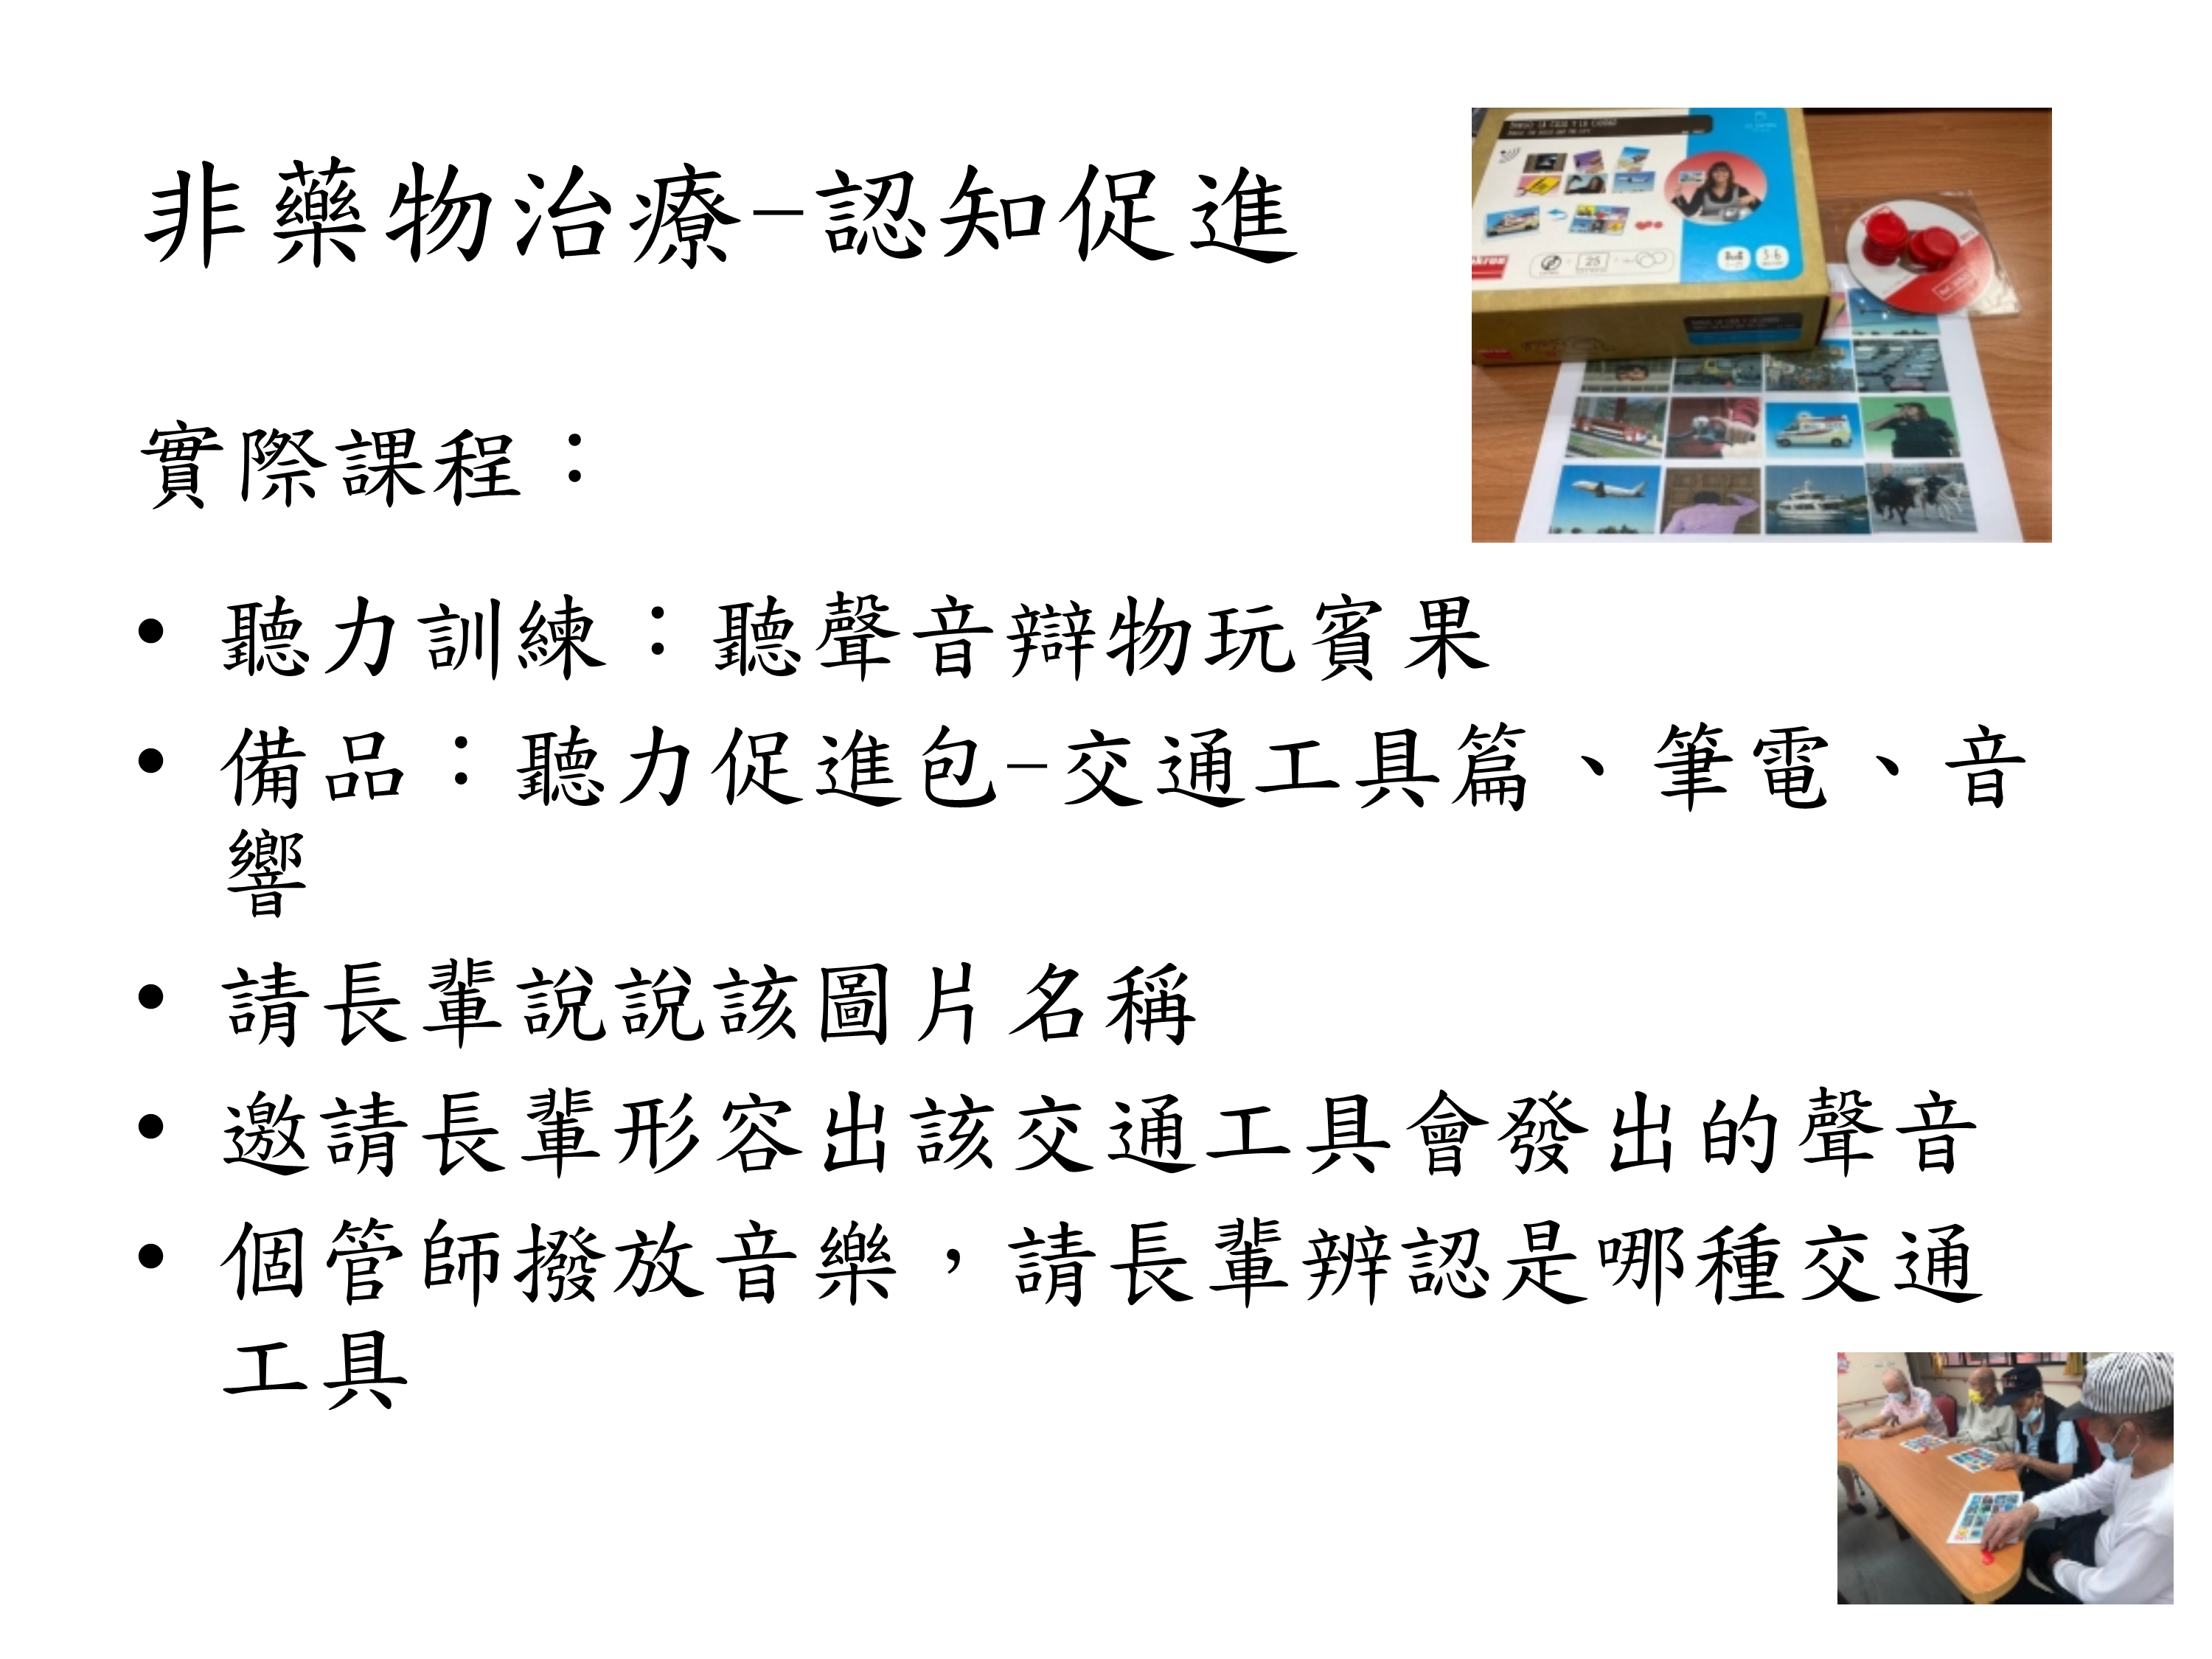 非藥物治療-認知促進
實際課程：
• 聽力訓練：聽聲音辯物玩賓果
• 備品：聽力促進包-交通工具篇、筆電、音
響
• 請長輩說說該圖片名稱
• 邀請長輩形容出該交通工具會發出的聲音
• 個管師撥放音樂，請長輩辨認是哪種交通
工具
25